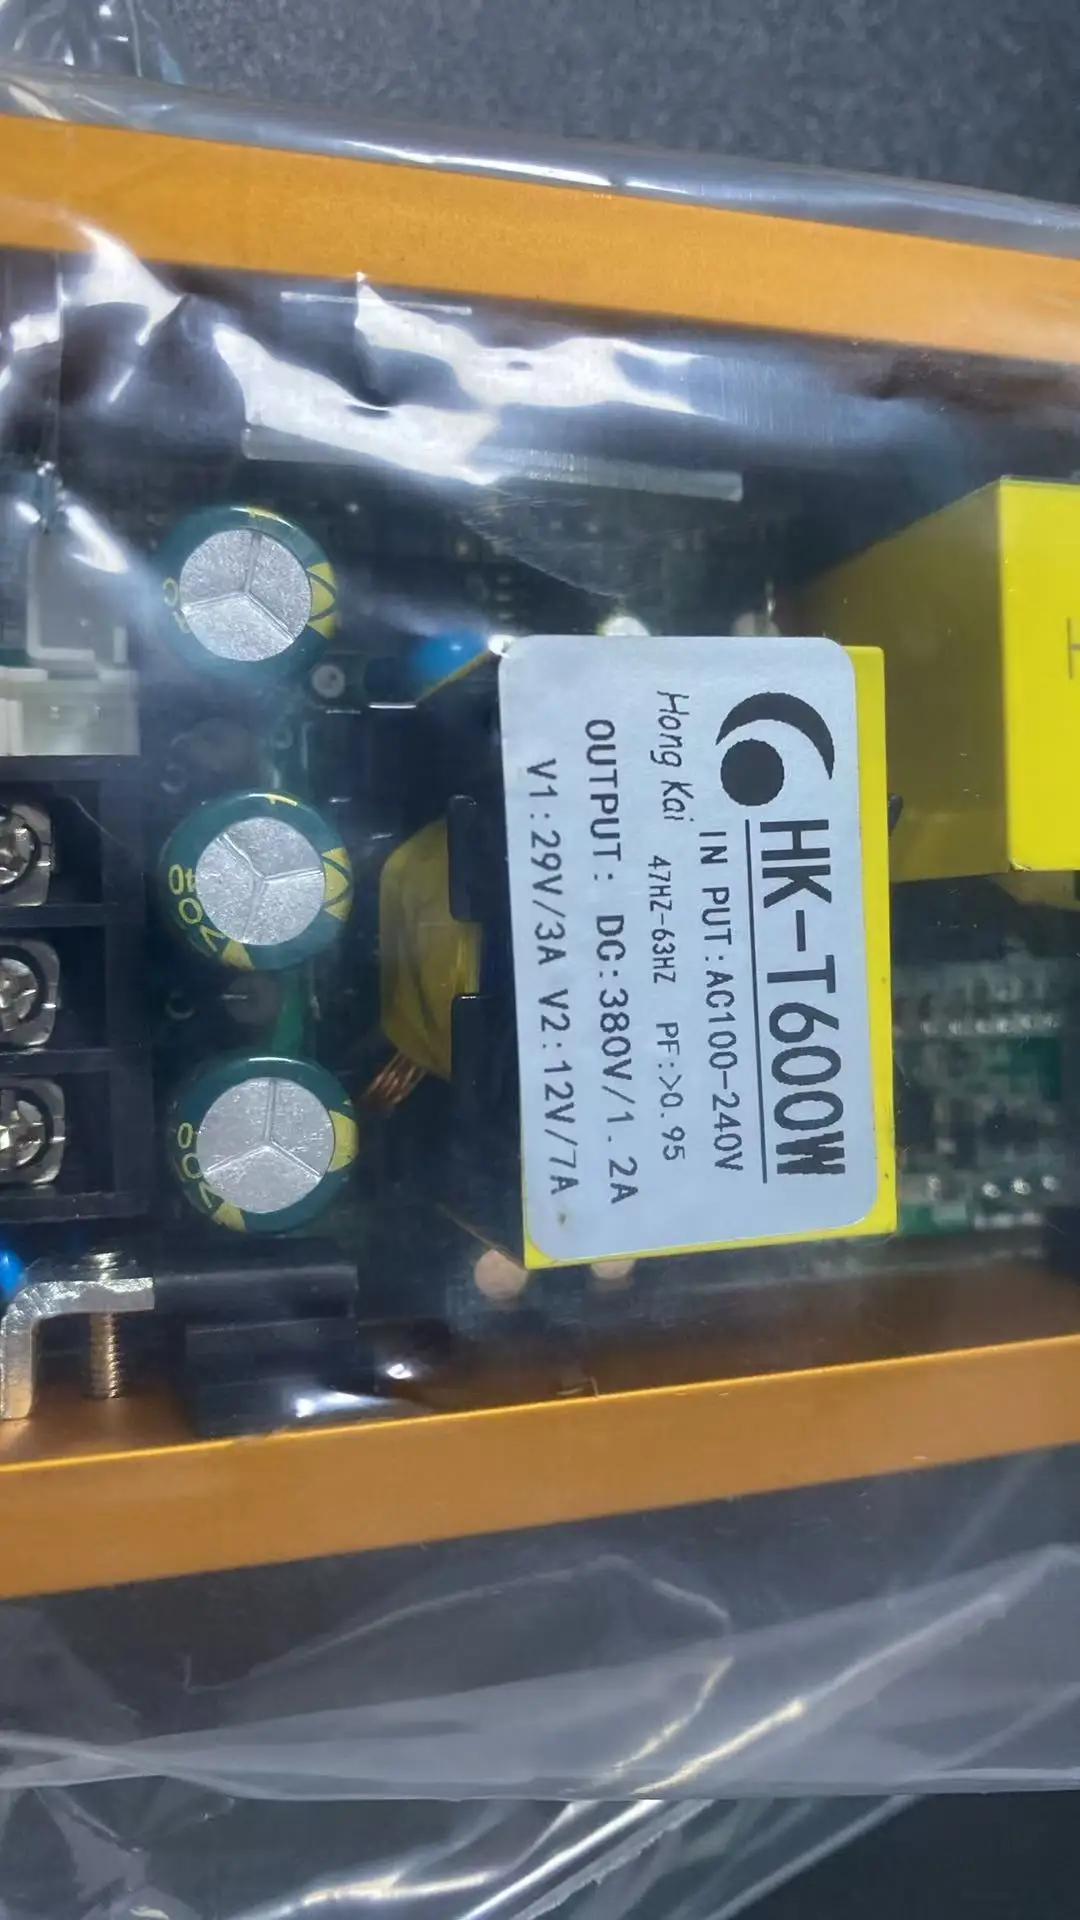 HK-T600W
IN PUT:AC100-240V
Hong Kai 47HZ-63HZ PF:>0.95
OUTPUT: DC:380V/1.2A
V1:29V/3A V2:12V/7A